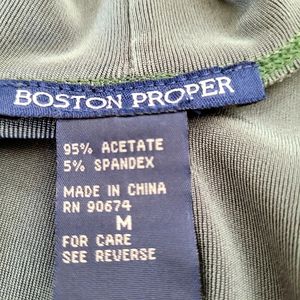 BOSTON PROPER
95% ACETATE
5% SPANDEX
MADE IN CHINA
RN 90674
M
FOR CARE
SEE REVERSE